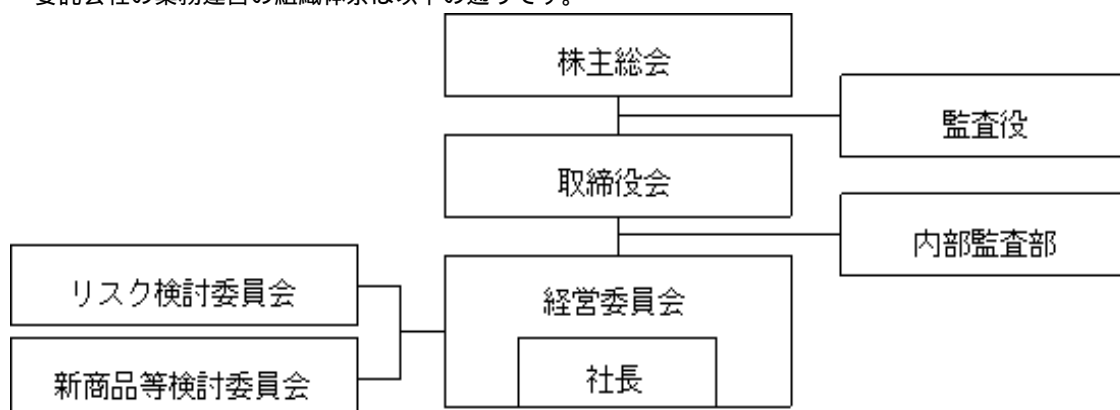 委託会社の業務運営の組織体系は以下の通りです。
株主総会
監査役
取締役会
内部監査部
リスク検討委員会
経営委員会
新商品等検討委員会
社長